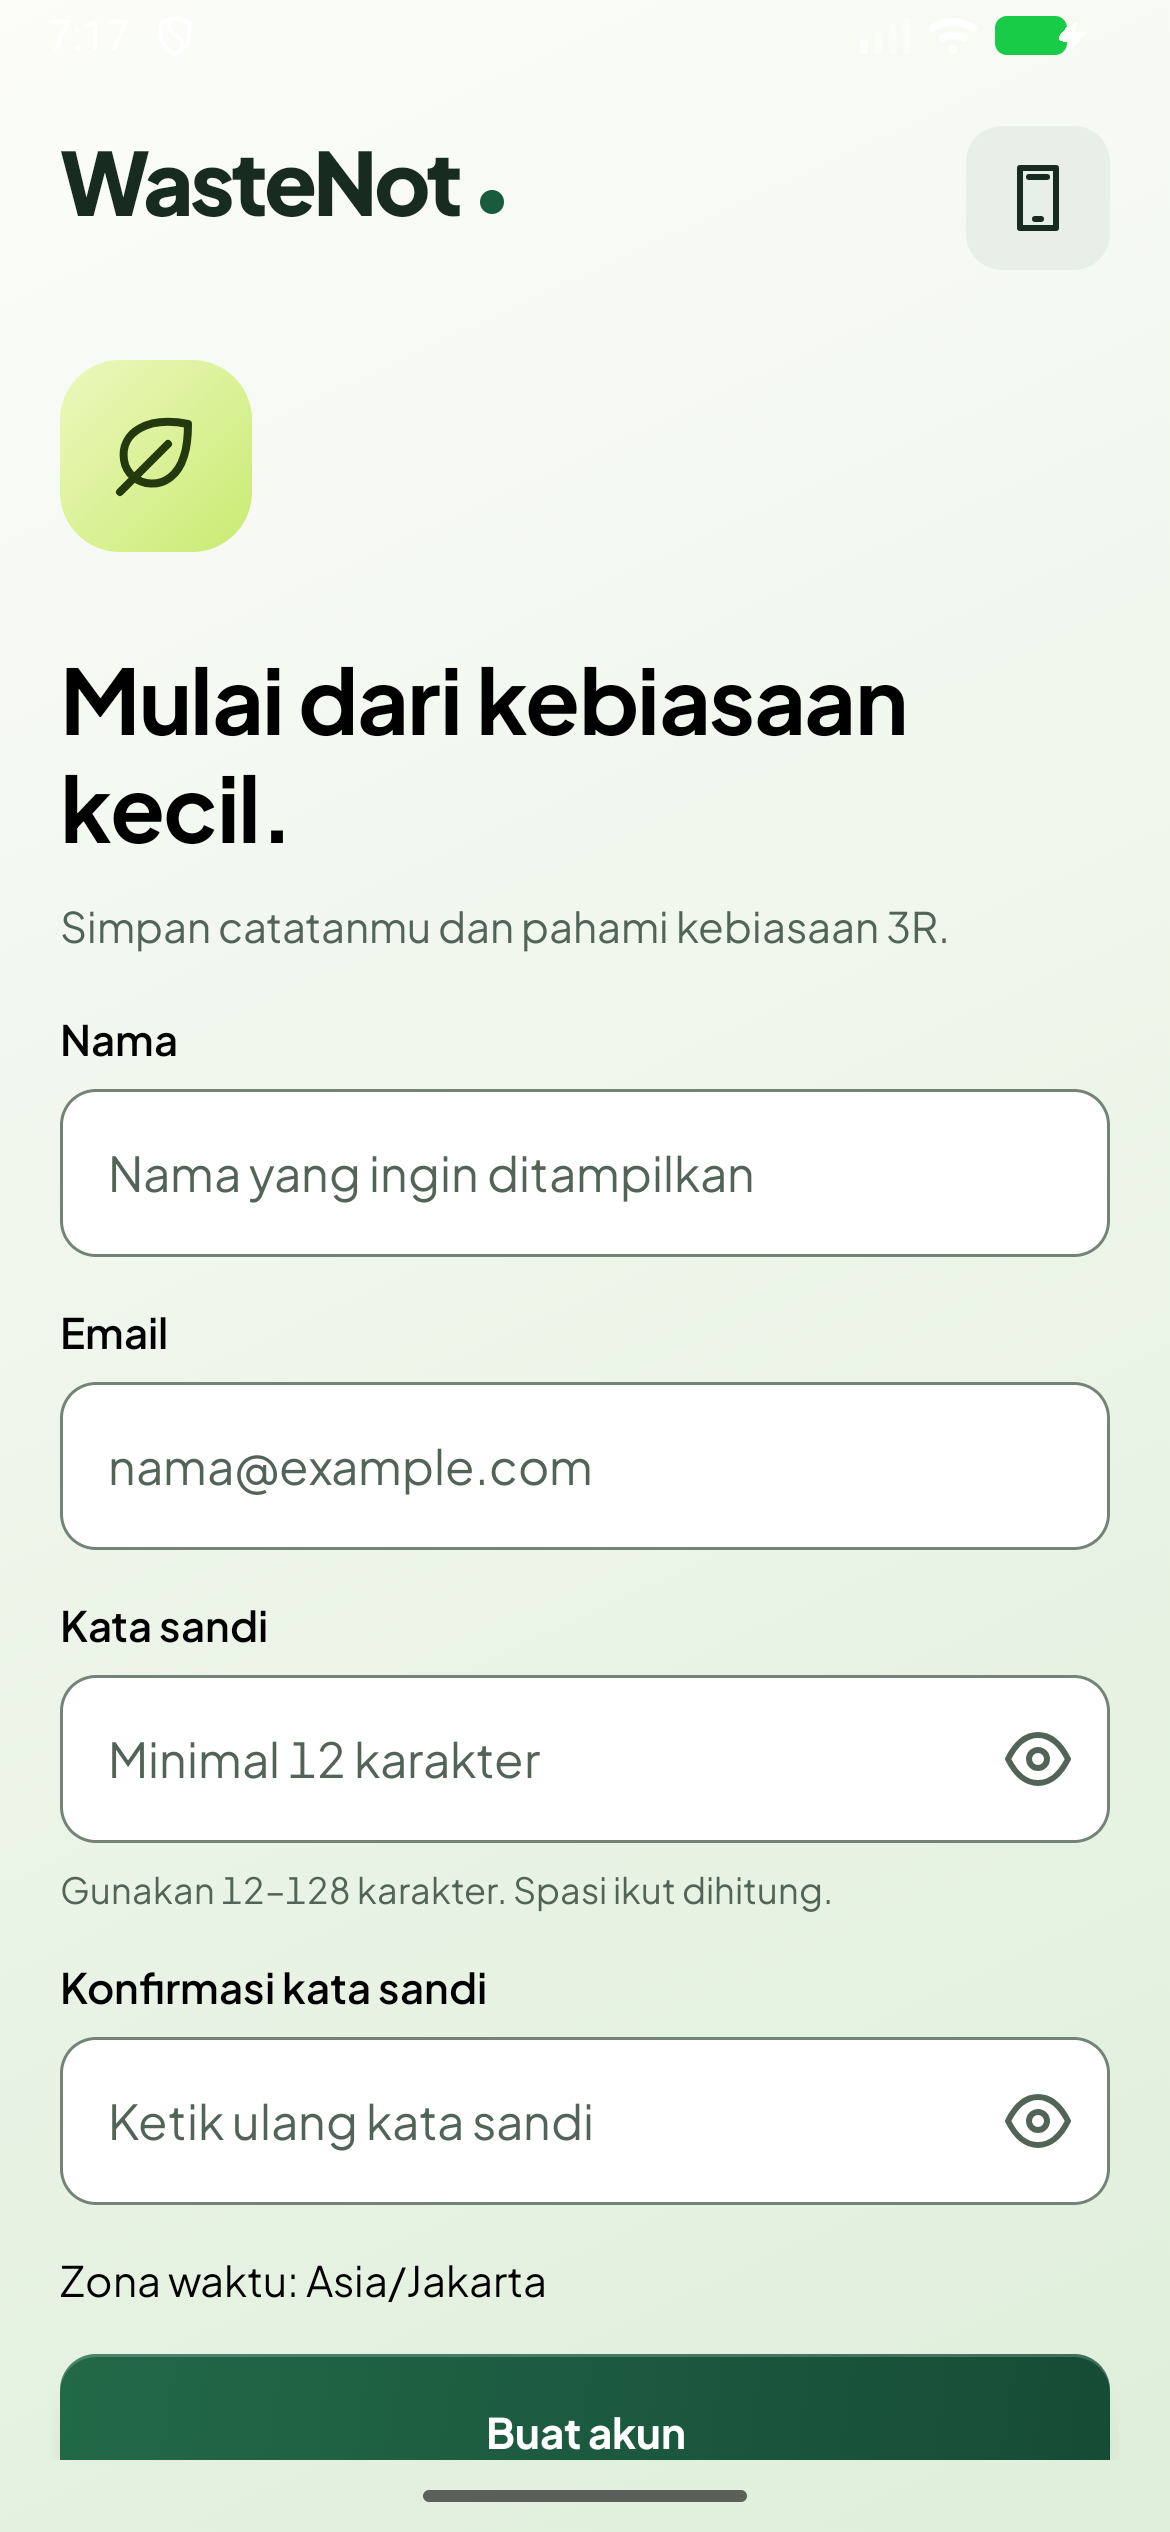 7:17
WasteNot
Mulai dari kebiasaan
kecil.
Simpan catatanmu dan pahami kebiasaan 3R.
Nama
Nama yang ingin ditampilkan
Email
nama@example.com
Kata sandi
Minimal 12 karakter
Gunakan 12–128 karakter. Spasi ikut dihitung.
Konfirmasi kata sandi
Ketik ulang kata sandi
Zona waktu: Asia/Jakarta
Buat akun